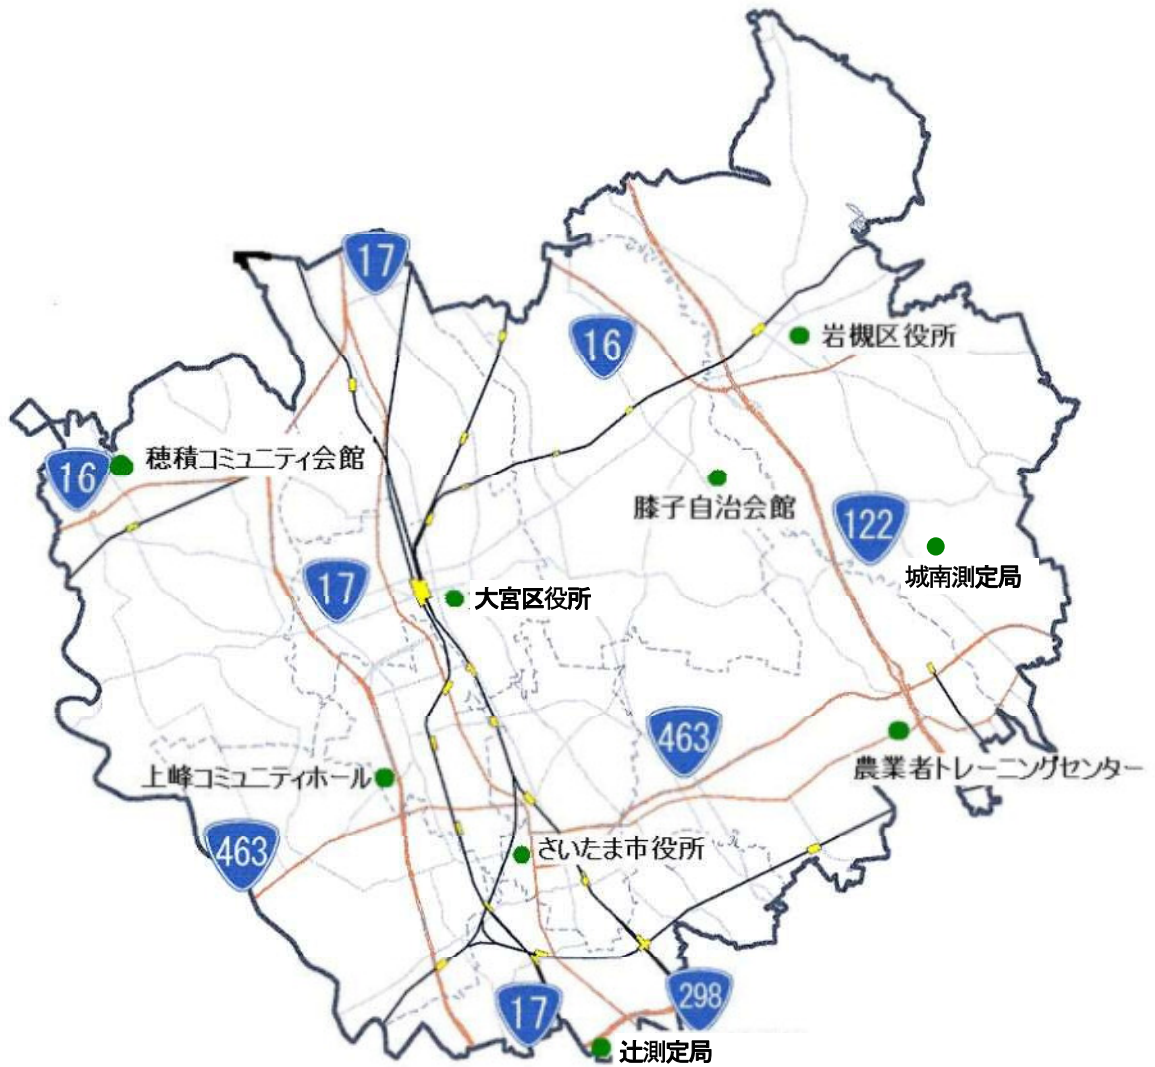 17
16
岩槻区役所
穂積コミュニティ会館
16
膝子自治会館
122
城南測定局
17
大宮区役所
463
農業者トレーニングセンター
上峰コミュニティホール
463
さいたま市役所
298
17
辻測定局